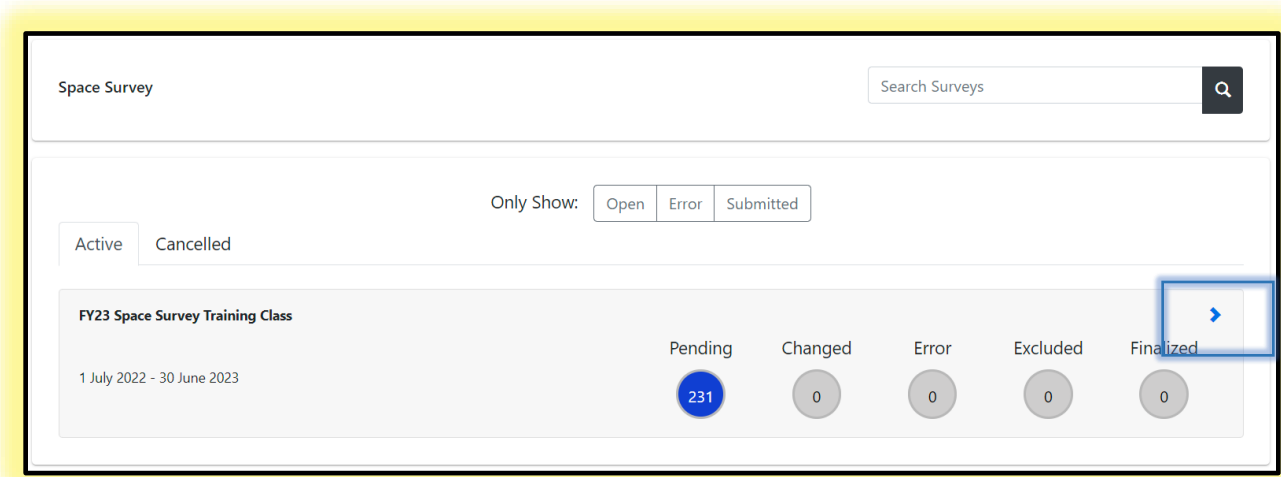 Space Survey
Search Surveys
Only Show: Open Error Submitted
Active Cancelled
FY23 Space Survey Training Class
Pending Changed Error Excluded Finalized
1 July 2022 - 30 June 2023
231 0 0 0 0